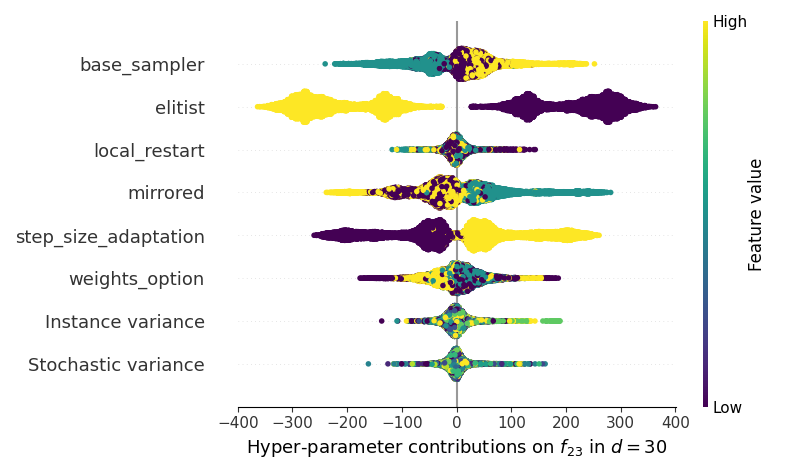 High
base_sampler
elitist
local_restart
mirrored
step_size_adaptation
weights_option
Instance variance
Stochastic variance
Feature value
Low
−400 −300 −200 −100 0 100 200 300 400
Hyper-parameter contributions on f₂₃ in d = 30